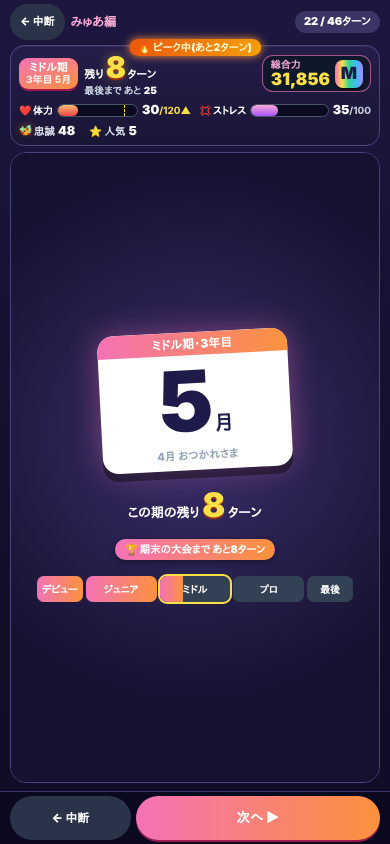 ← 中断
みゅあ編
22 / 46ターン
🔥 ピーク中(あと2ターン)
ミドル期
3年目 5月
残り8ターン
最後まで あと 25
総合力
31,856
M
❤️ 体力 30/120▲
💢 ストレス 35/100
忠誠 48
⭐ 人気 5
ミドル期・3年目
5月
4月 おつかれさま
この期の残り8ターン
🏆 期末の大会まで あと8ターン
デビュー
ジュニア
ミドル
プロ
最後
← 中断
次へ ▶